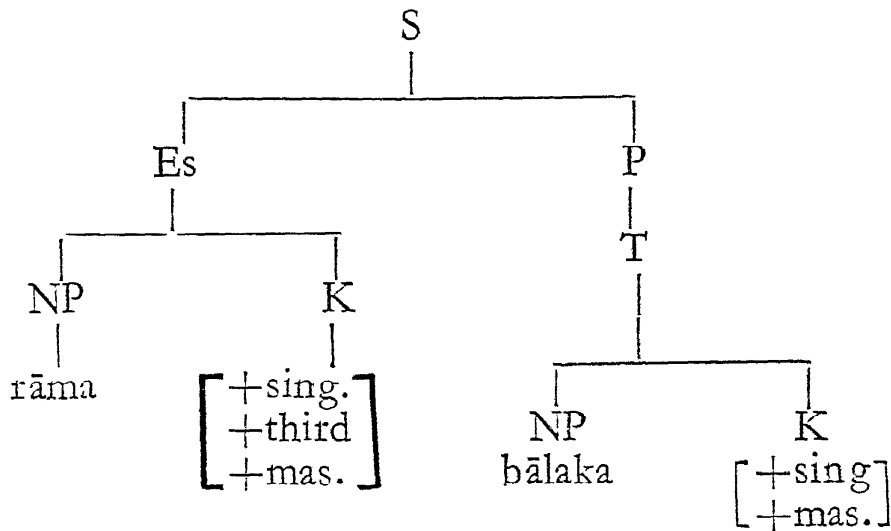 S
Es P
T
NP K
rāma [+sing.
+third
+mas.]
NP K
bālaka [+sing
+mas.]